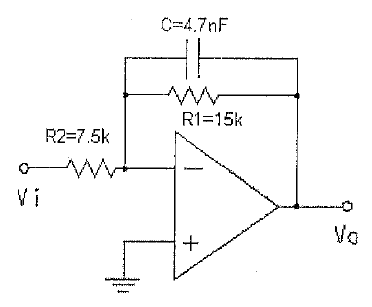 C=4.7nF
R1=15k
R2=7.5k
Vi
−
+
Vo